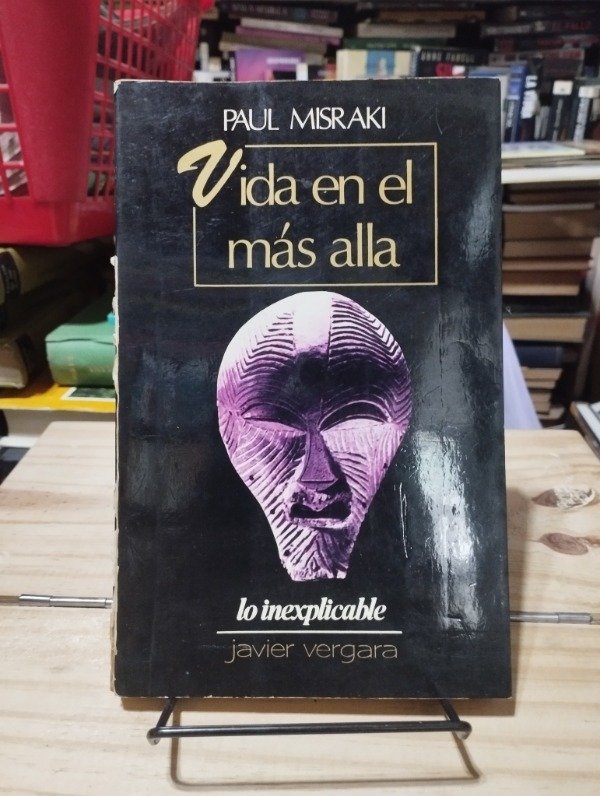 PAUL MISRAKI
Vida en el
más alla
lo inexplicable
javier vergara